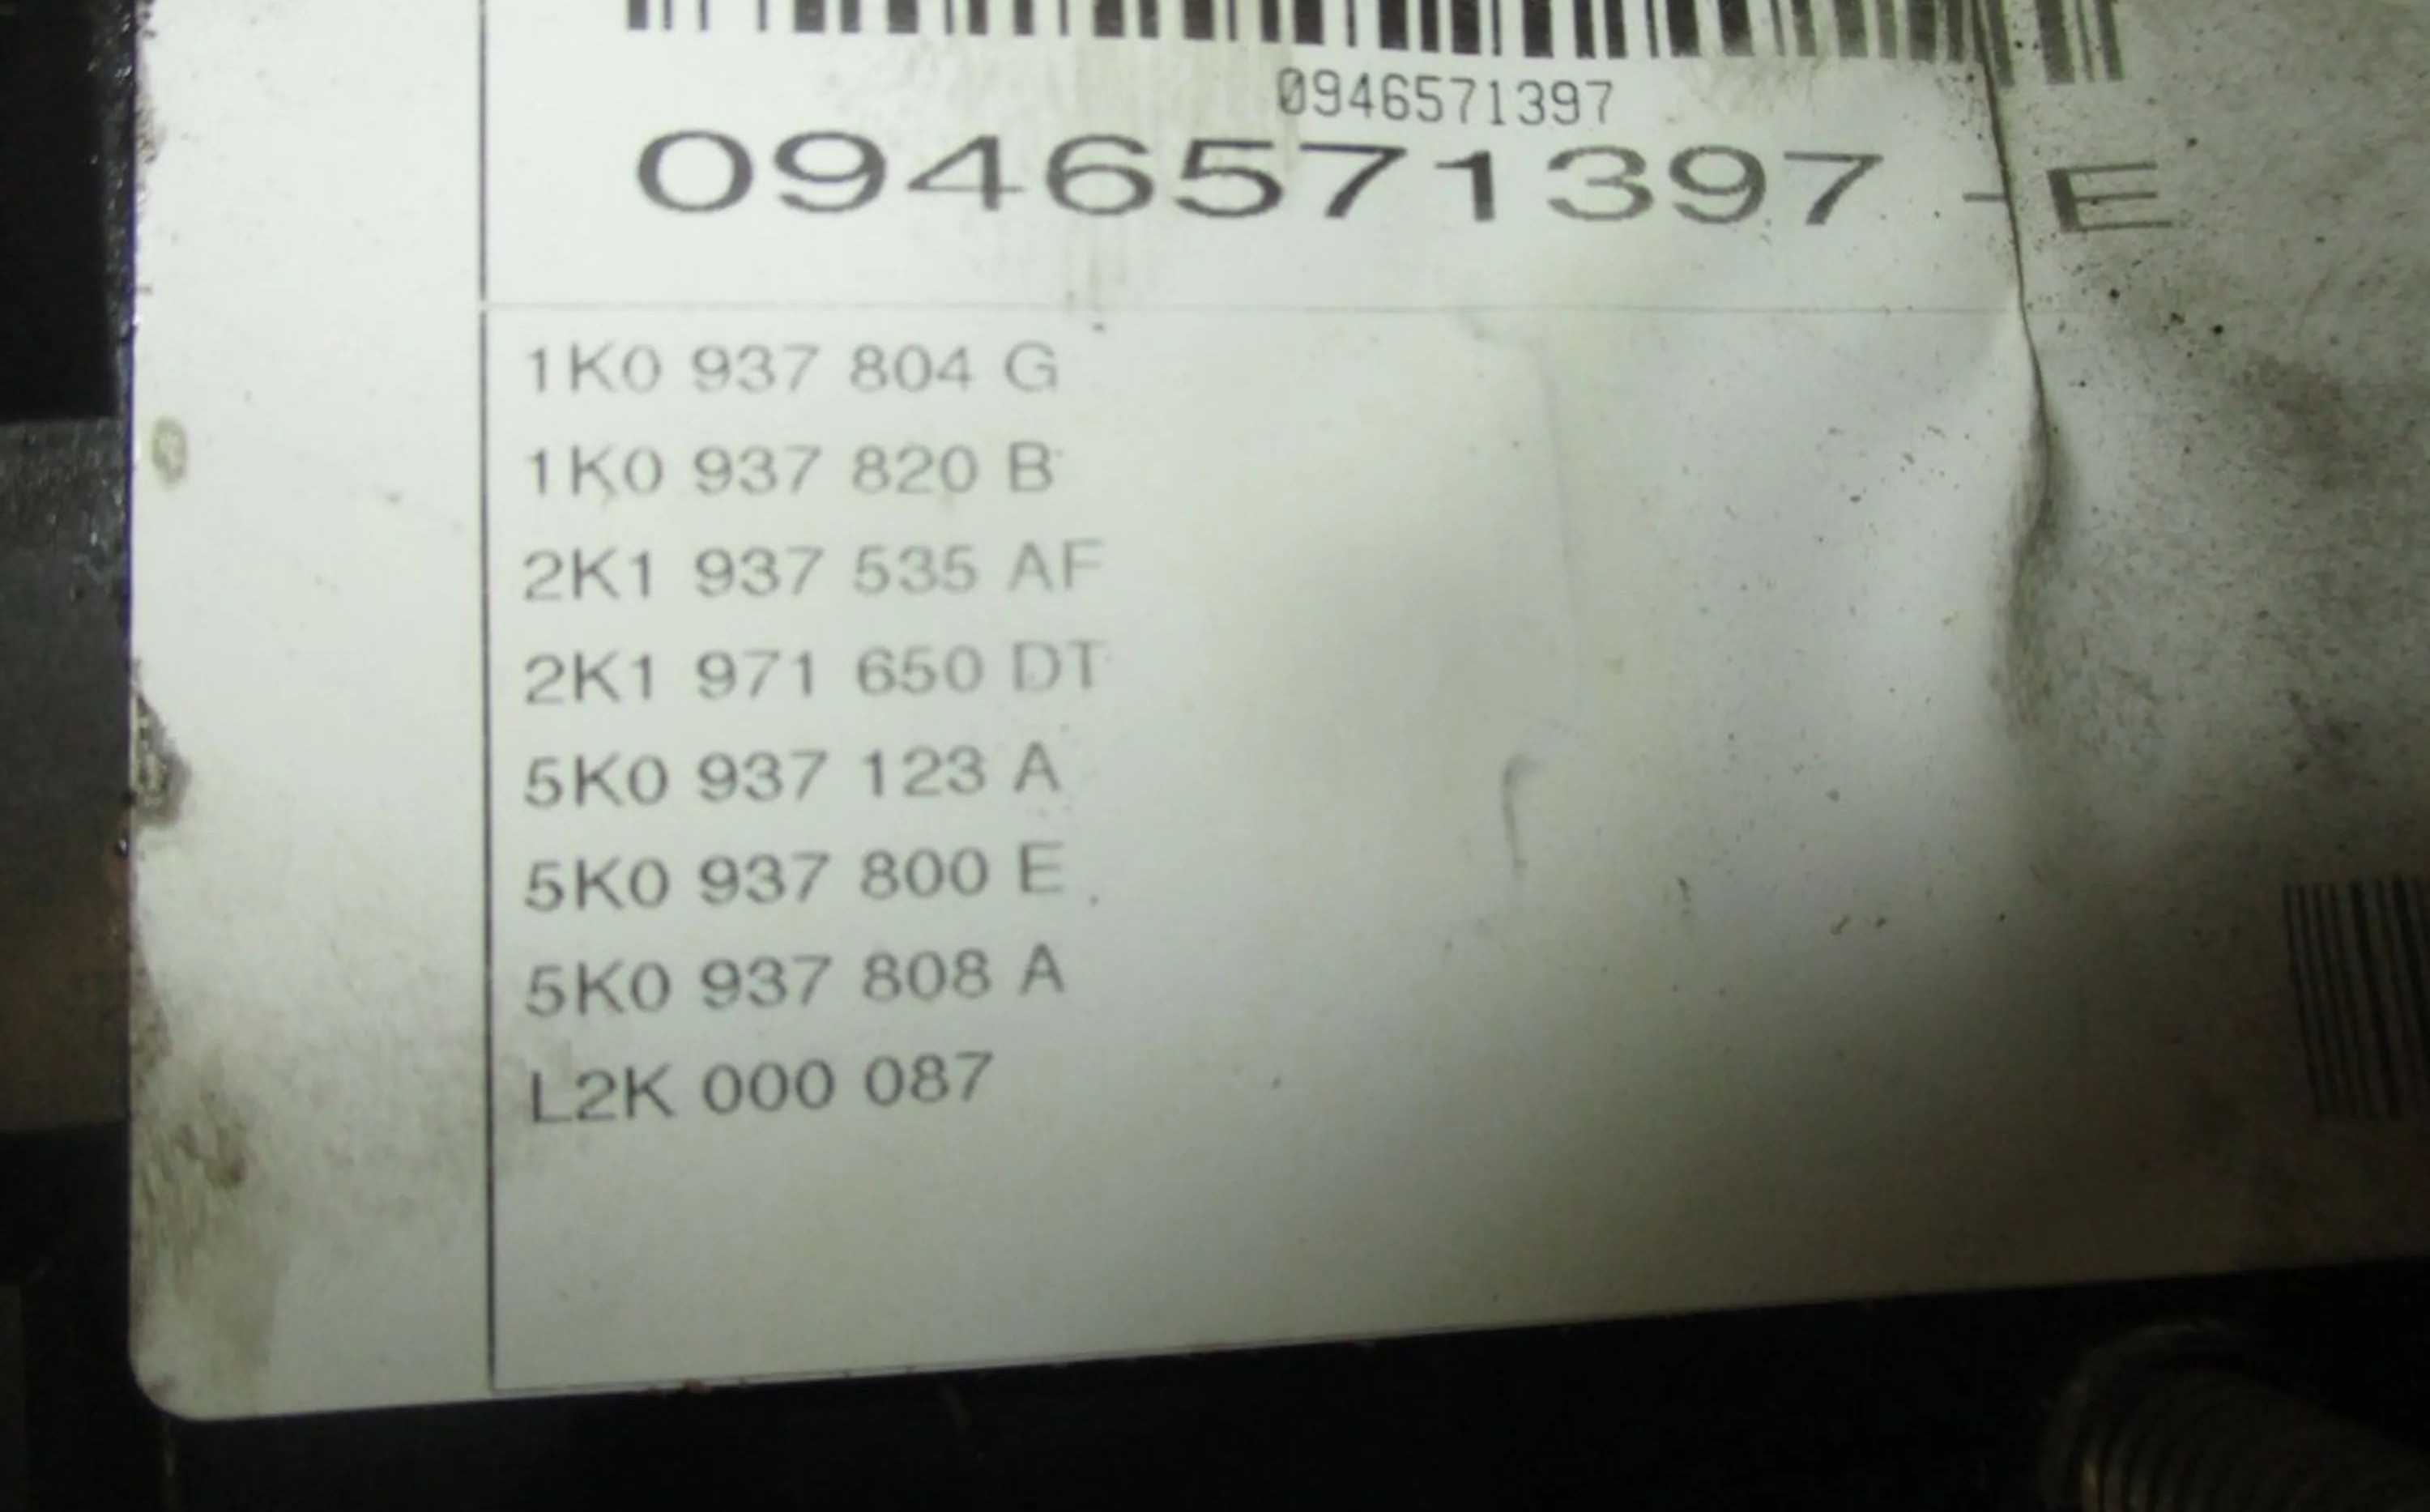 0946571397
0946571397 -E
1K0 937 804 G
1K0 937 820 B
2K1 937 535 AF
2K1 971 650 DT
5K0 937 123 A
5K0 937 800 E
5K0 937 808 A
L2K 000 087